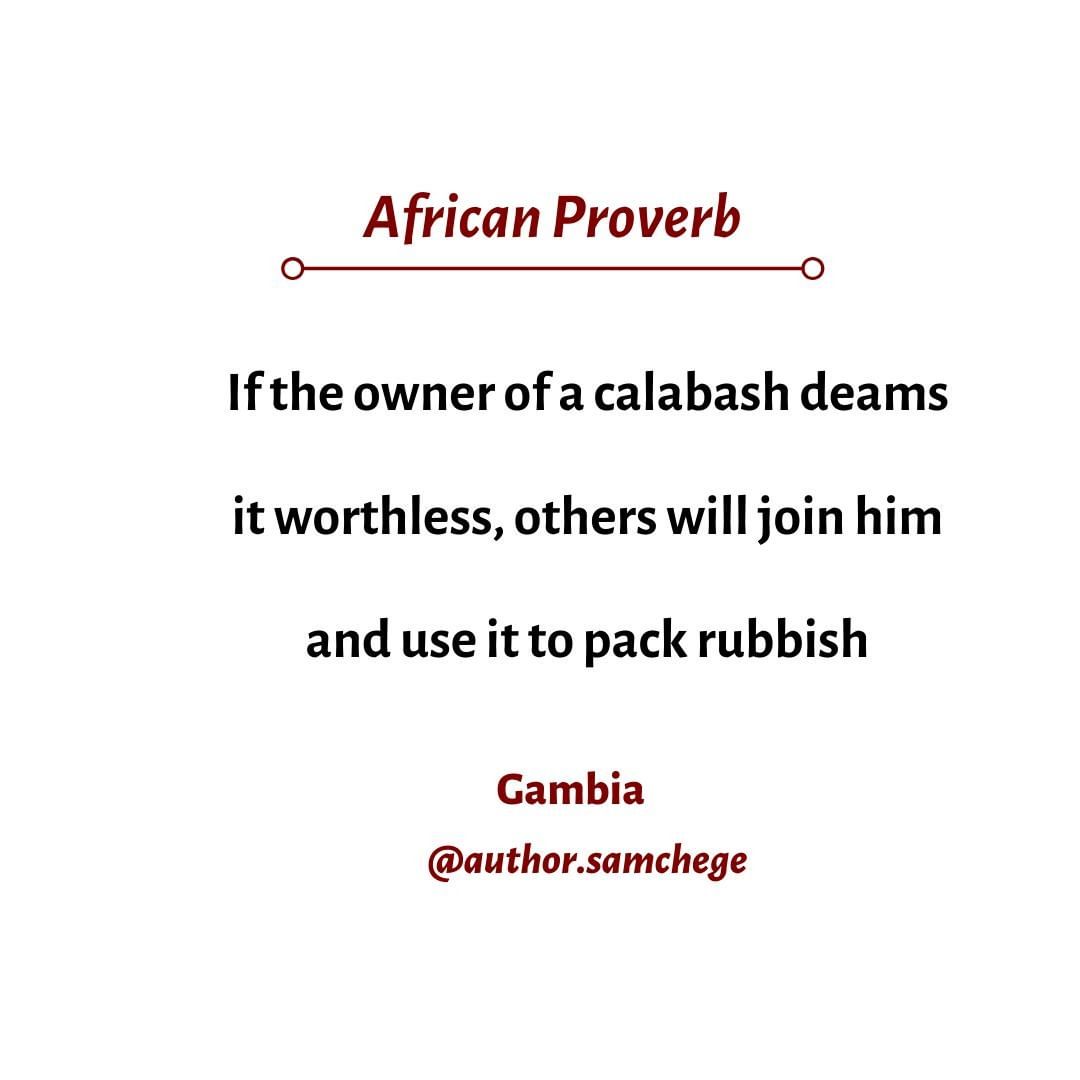 African Proverb
If the owner of a calabash deams
it worthless, others will join him
and use it to pack rubbish
Gambia
@author.samchege